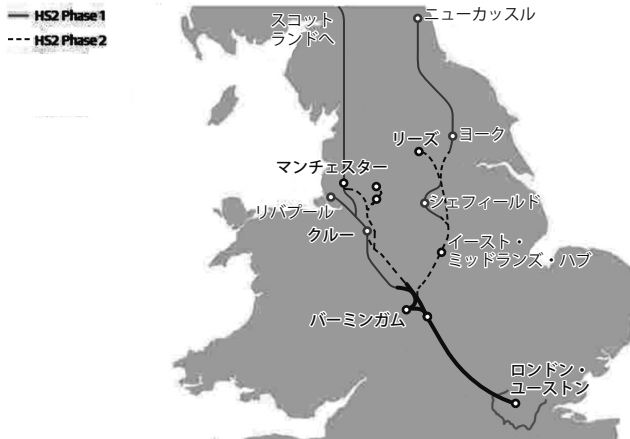 HS2 Phase 1
HS2 Phase 2
スコット
ランドへ
ニューカッスル
リーズ
ヨーク
マンチェスター
リバプール
シェフィールド
クルー
イースト・
ミッドランズ・ハブ
バーミンガム
ロンドン・
ユーストン